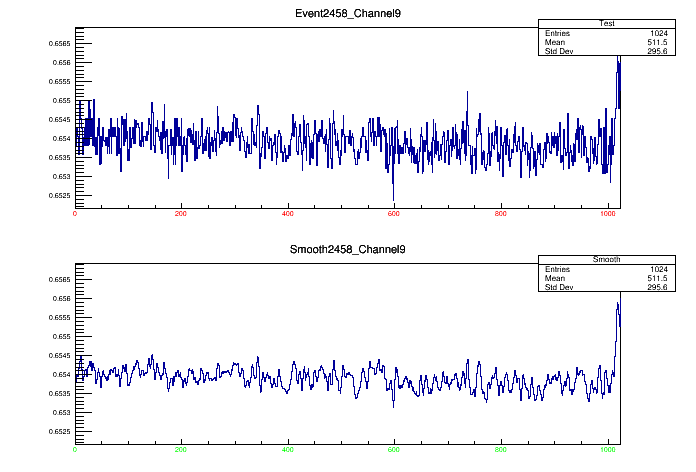 Event2458_Channel9
Test
Entries 1024
Mean 511.5
Std Dev 295.6
0.6565
0.656
0.6555
0.655
0.6545
0.654
0.6535
0.653
0.6525
0 200 400 600 800 1000
Smooth2458_Channel9
Smooth
Entries 1024
Mean 511.5
Std Dev 295.6
0.6565
0.656
0.6555
0.655
0.6545
0.654
0.6535
0.653
0.6525
0 200 400 600 800 1000